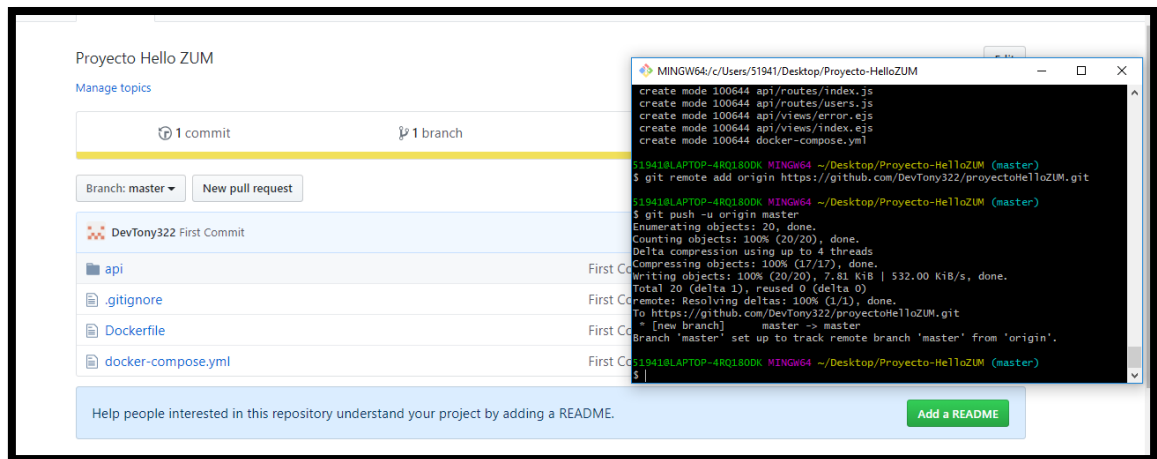 Proyecto Hello ZUM
Manage topics
1 commit
1 branch
Branch: master
New pull request
DevTony322 First Commit
api
First Co
.gitignore
First Co
Dockerfile
First Co
docker-compose.yml
First Co
Help people interested in this repository understand your project by adding a README.
Add a README
MINGW64:/c/Users/51941/Desktop/Proyecto-HelloZUM
create mode 100644 api/routes/index.js
create mode 100644 api/routes/users.js
create mode 100644 api/views/error.ejs
create mode 100644 api/views/index.ejs
create mode 100644 docker-compose.yml
51941@LAPTOP-4RQ180DK MINGW64 ~/Desktop/Proyecto-HelloZUM (master)
$ git remote add origin https://github.com/DevTony322/proyectoHelloZUM.git
51941@LAPTOP-4RQ180DK MINGW64 ~/Desktop/Proyecto-HelloZUM (master)
$ git push -u origin master
Enumerating objects: 20, done.
Counting objects: 100% (20/20), done.
Delta compression using up to 4 threads
Compressing objects: 100% (17/17), done.
Writing objects: 100% (20/20), 7.81 KiB | 532.00 KiB/s, done.
Total 20 (delta 1), reused 0 (delta 0)
remote: Resolving deltas: 100% (1/1), done.
To https://github.com/DevTony322/proyectoHelloZUM.git
* [new branch] master -> master
Branch 'master' set up to track remote branch 'master' from 'origin'.
51941@LAPTOP-4RQ180DK MINGW64 ~/Desktop/Proyecto-HelloZUM (master)
$